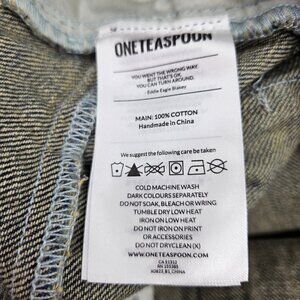 ONETEASPOON
YOU WENT THE WRONG WAY.
BUT THAT'S OK.
YOU CAN TURN AROUND.
- Eddie Eagle Blakey
MAIN: 100% COTTON
Handmade in China
We suggest the following care be taken
COLD MACHINE WASH
DARK COLOURS SEPARATELY
DO NOT SOAK, BLEACH OR WRING
TUMBLE DRY LOW HEAT
IRON ON LOW HEAT
DO NOT IRON ON PRINT
OR ACCESSORIES
DO NOT DRYCLEAN (X)
WWW.ONETEASPOON.COM